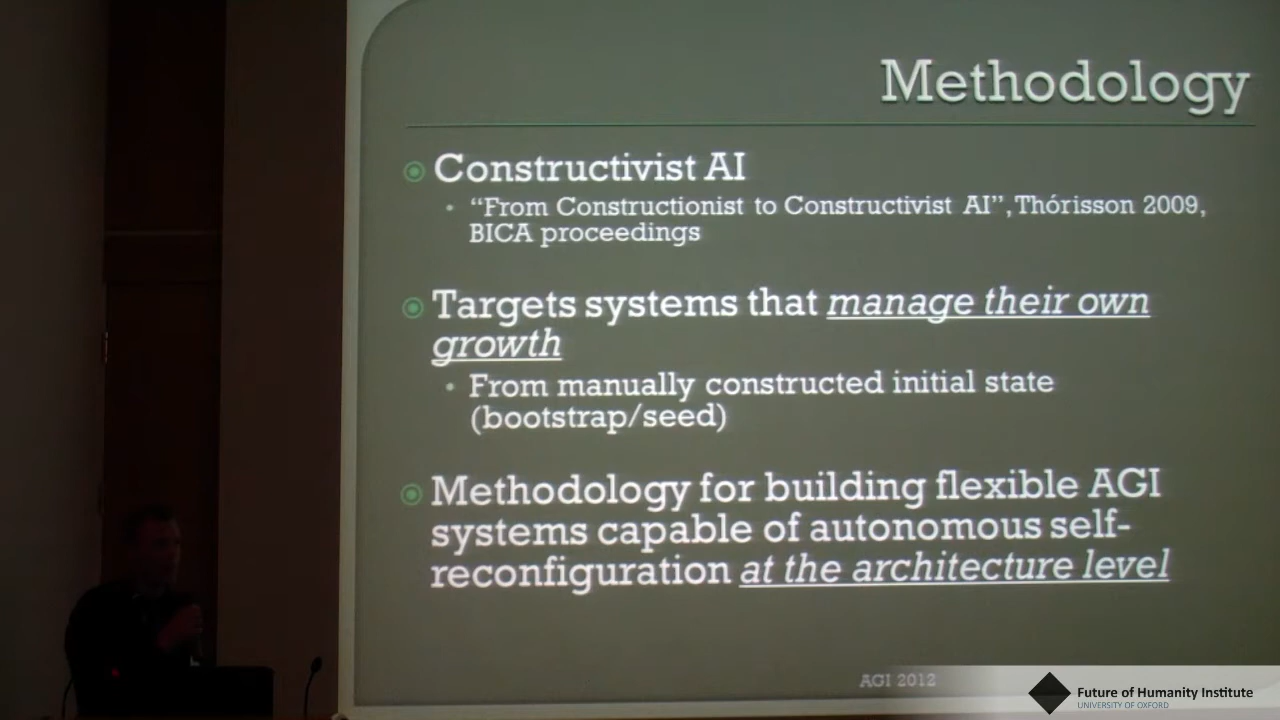 Methodology
Constructivist AI
“From Constructionist to Constructivist AI”, Thórisson 2009,
BICA proceedings
Targets systems that manage their own
growth
From manually constructed initial state
(bootstrap/seed)
Methodology for building flexible AGI
systems capable of autonomous self-
reconfiguration at the architecture level
AGI 2012
Future of Humanity Institute
UNIVERSITY OF OXFORD